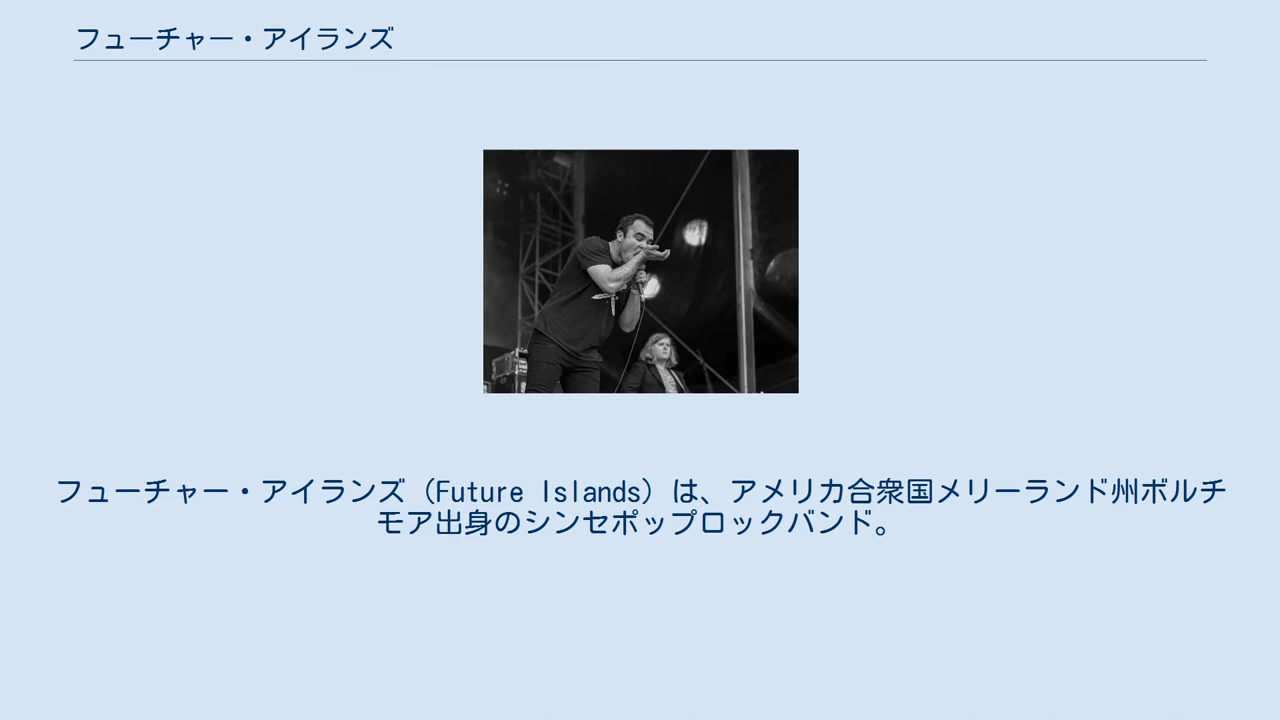 フューチャー・アイランズ
フューチャー・アイランズ（Future Islands）は、アメリカ合衆国メリーランド州ボルチ
モア出身のシンセポップロックバンド。